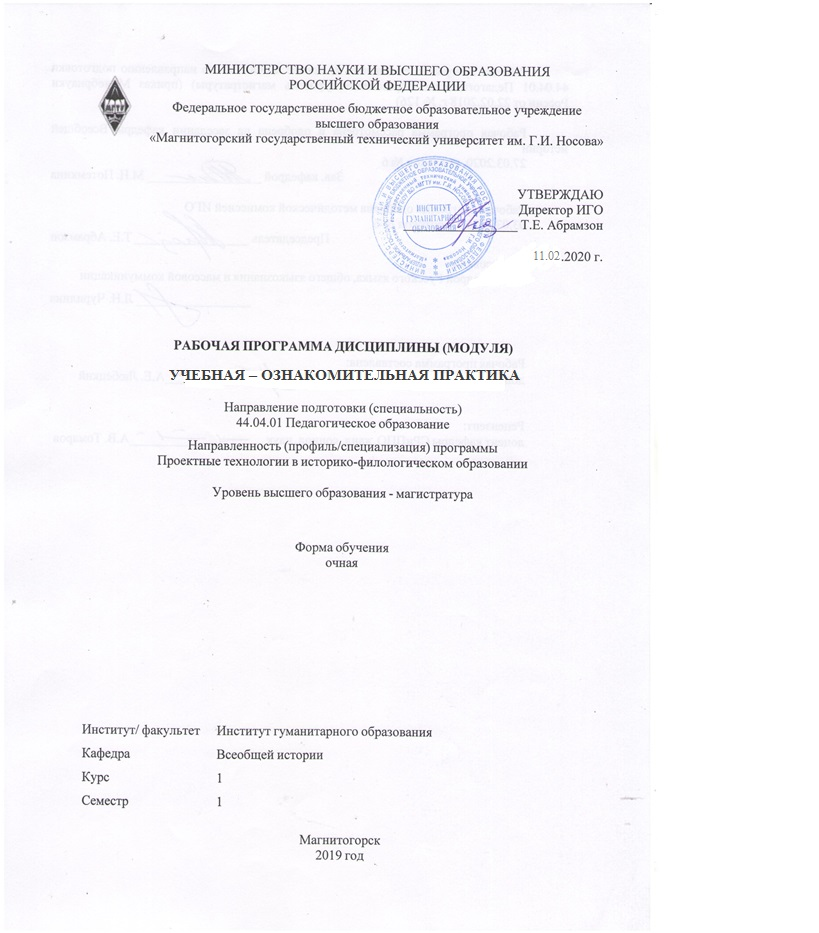 МИНИСТЕРСТВО НАУКИ И ВЫСШЕГО ОБРАЗОВАНИЯ
РОССИЙСКОЙ ФЕДЕРАЦИИ
Федеральное государственное бюджетное образовательное учреждение
высшего образования
«Магнитогорский государственный технический университет им. Г.И. Носова»
УТВЕРЖДАЮ
Директор ИГО
Т.Е. Абрамзон
11.02.2020 г.
ИНСТИТУТ
ГУМАНИТАРНОГО
ОБРАЗОВАНИЯ
РАБОЧАЯ ПРОГРАММА ДИСЦИПЛИНЫ (МОДУЛЯ)
УЧЕБНАЯ – ОЗНАКОМИТЕЛЬНАЯ ПРАКТИКА
Направление подготовки (специальность)
44.04.01 Педагогическое образование
Направленность (профиль/специализация) программы
Проектные технологии в историко-филологическом образовании
Уровень высшего образования - магистратура
Форма обучения
очная
Институт/ факультет Институт гуманитарного образования
Кафедра Всеобщей истории
Курс 1
Семестр 1
Магнитогорск
2019 год